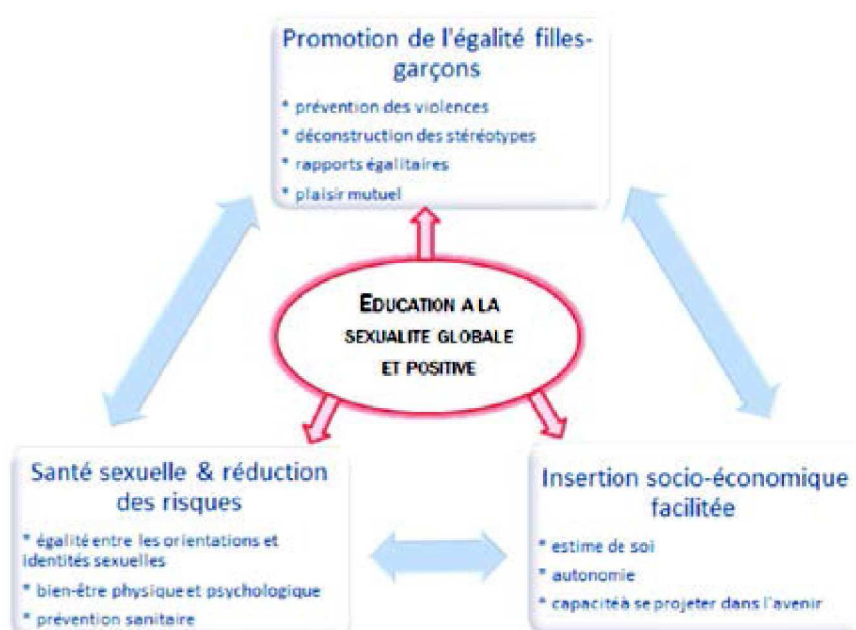 Promotion de l'égalité filles-
garçons
* prévention des violences
* déconstruction des stéréotypes
* rapports égalitaires
* plaisir mutuel
EDUCATION A LA
SEXUALITE GLOBALE
ET POSITIVE
Santé sexuelle & réduction
des risques
* égalité entre les orientations et
identités sexuelles
* bien-être physique et psychologique
* prévention sanitaire
Insertion socio-économique
facilitée
* estime de soi
* autonomie
* capacité à se projeter dans l'avenir